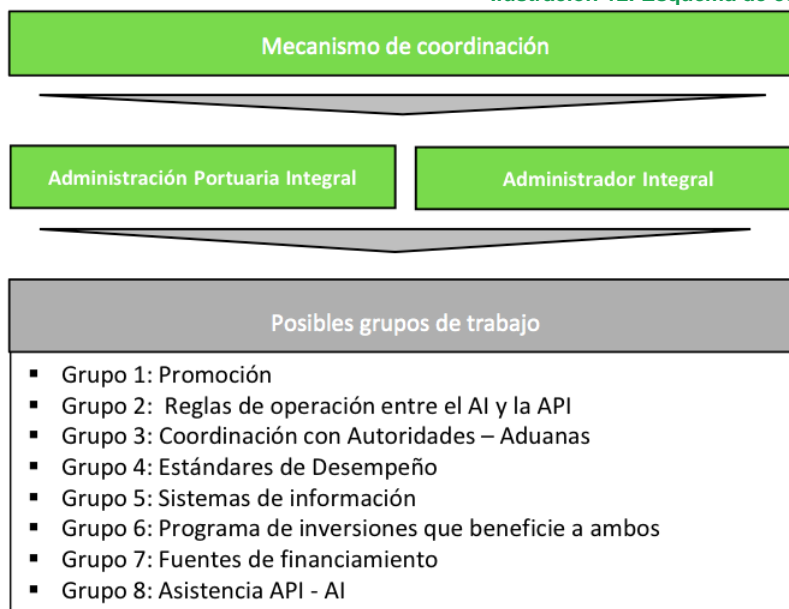 Mecanismo de coordinación
Administración Portuaria Integral
Administrador Integral
Posibles grupos de trabajo
▪ Grupo 1: Promoción
▪ Grupo 2: Reglas de operación entre el AI y la API
▪ Grupo 3: Coordinación con Autoridades – Aduanas
▪ Grupo 4: Estándares de Desempeño
▪ Grupo 5: Sistemas de información
▪ Grupo 6: Programa de inversiones que beneficie a ambos
▪ Grupo 7: Fuentes de financiamiento
▪ Grupo 8: Asistencia API - AI